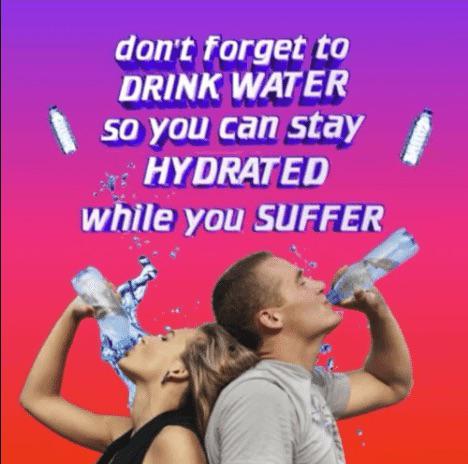 don't forget to
DRINK WATER
so you can stay
HYDRATED
while you SUFFER